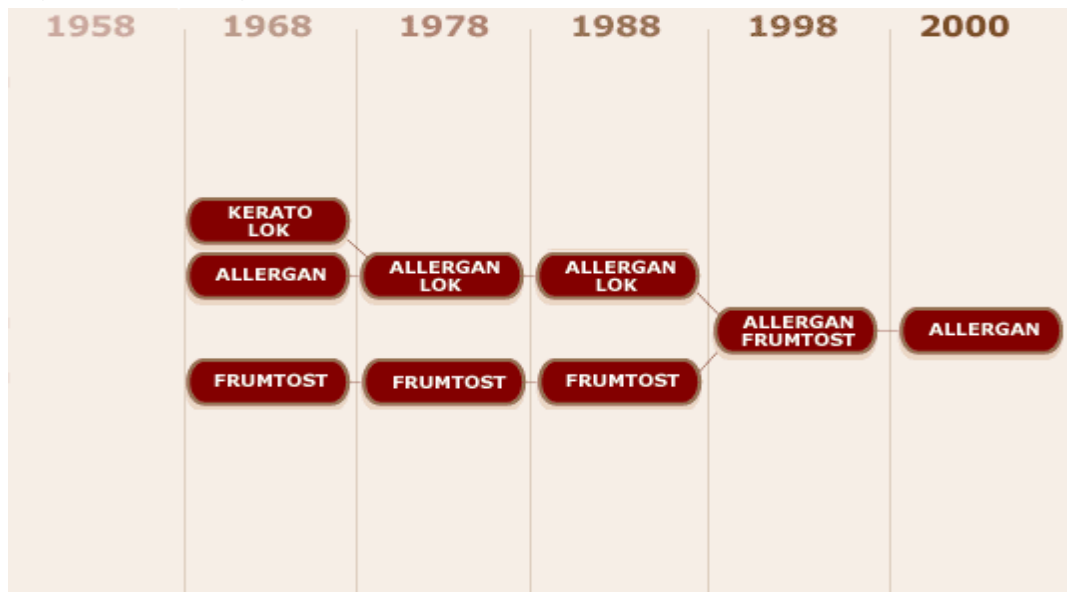 1958 1968 1978 1988 1998 2000
KERATO
LOK
ALLERGAN
ALLERGAN
LOK
ALLERGAN
LOK
ALLERGAN
FRUMTOST
ALLERGAN
FRUMTOST
FRUMTOST
FRUMTOST